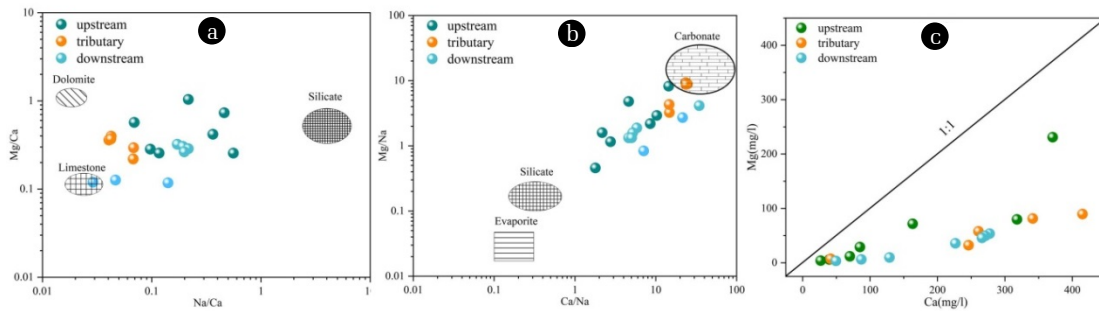 a
upstream
tributary
downstream
Dolomite
Silicate
Limestone
Mg/Ca
10
1
0.1
0.01
0.01
0.1
1
1
Na/Ca
b
upstream
tributary
downstream
Carbonate
Silicate
Evaporite
Mg/Na
100
10
1
0.1
0.01
0.01
0.1
1
10
100
Ca/Na
c
upstream
tributary
downstream
1:1
Mg(mg/l)
400
300
200
100
0
0
100
200
300
400
Ca(mg/l)